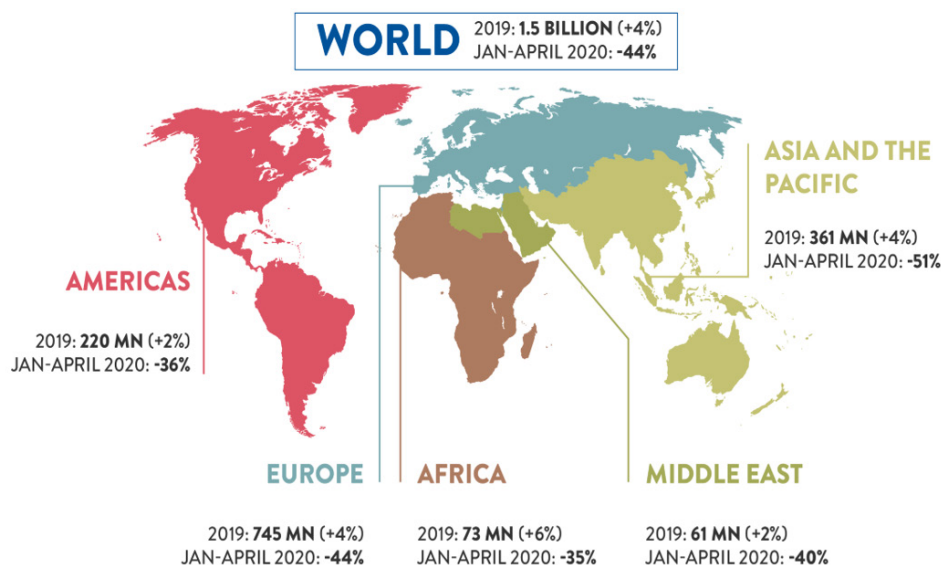 WORLD
2019: 1.5 BILLION (+4%)
JAN-APRIL 2020: -44%
ASIA AND THE
PACIFIC
2019: 361 MN (+4%)
JAN-APRIL 2020: -51%
AMERICAS
2019: 220 MN (+2%)
JAN-APRIL 2020: -36%
EUROPE
2019: 745 MN (+4%)
JAN-APRIL 2020: -44%
AFRICA
2019: 73 MN (+6%)
JAN-APRIL 2020: -35%
MIDDLE EAST
2019: 61 MN (+2%)
JAN-APRIL 2020: -40%